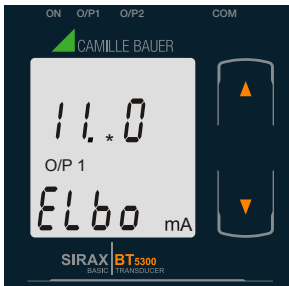 ON O/P1 O/P2 COM
CAMILLE BAUER
11.*0
O/P 1
ELbo mA
SIRAX BT5300
BASIC TRANSDUCER